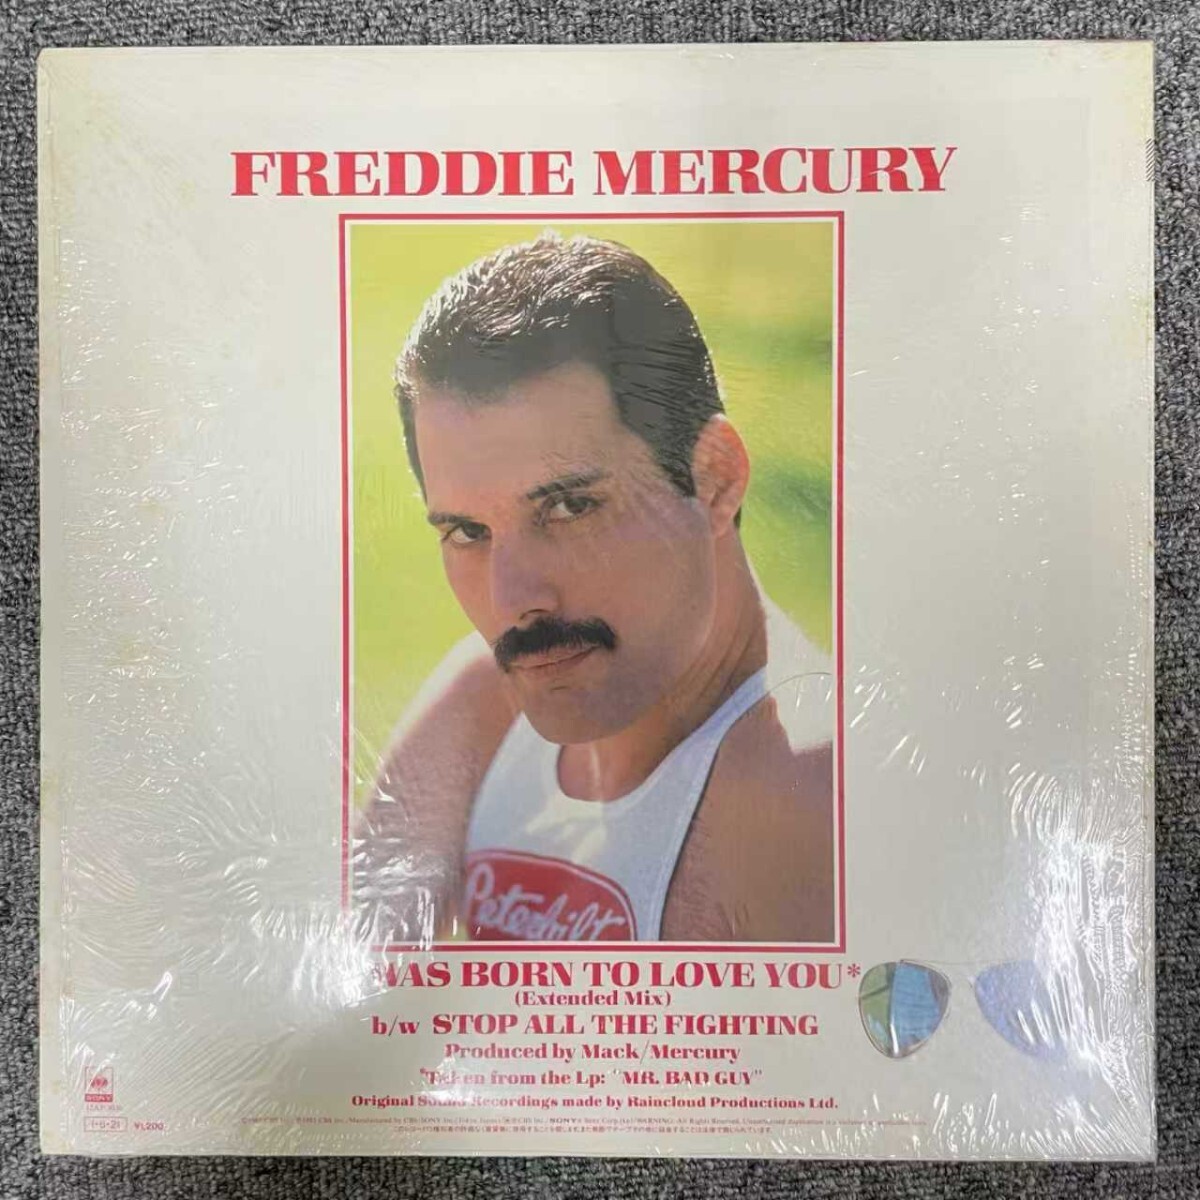 FREDDIE MERCURY
Peterbilt
WAS BORN TO LOVE YOU*
(Extended Mix)
b/w STOP ALL THE FIGHTING
Produced by Mack/Mercury
*Taken from the Lp: "MR. BAD GUY"
Original Sound Recordings made by Raincloud Productions Ltd.
SONY
¥1,200